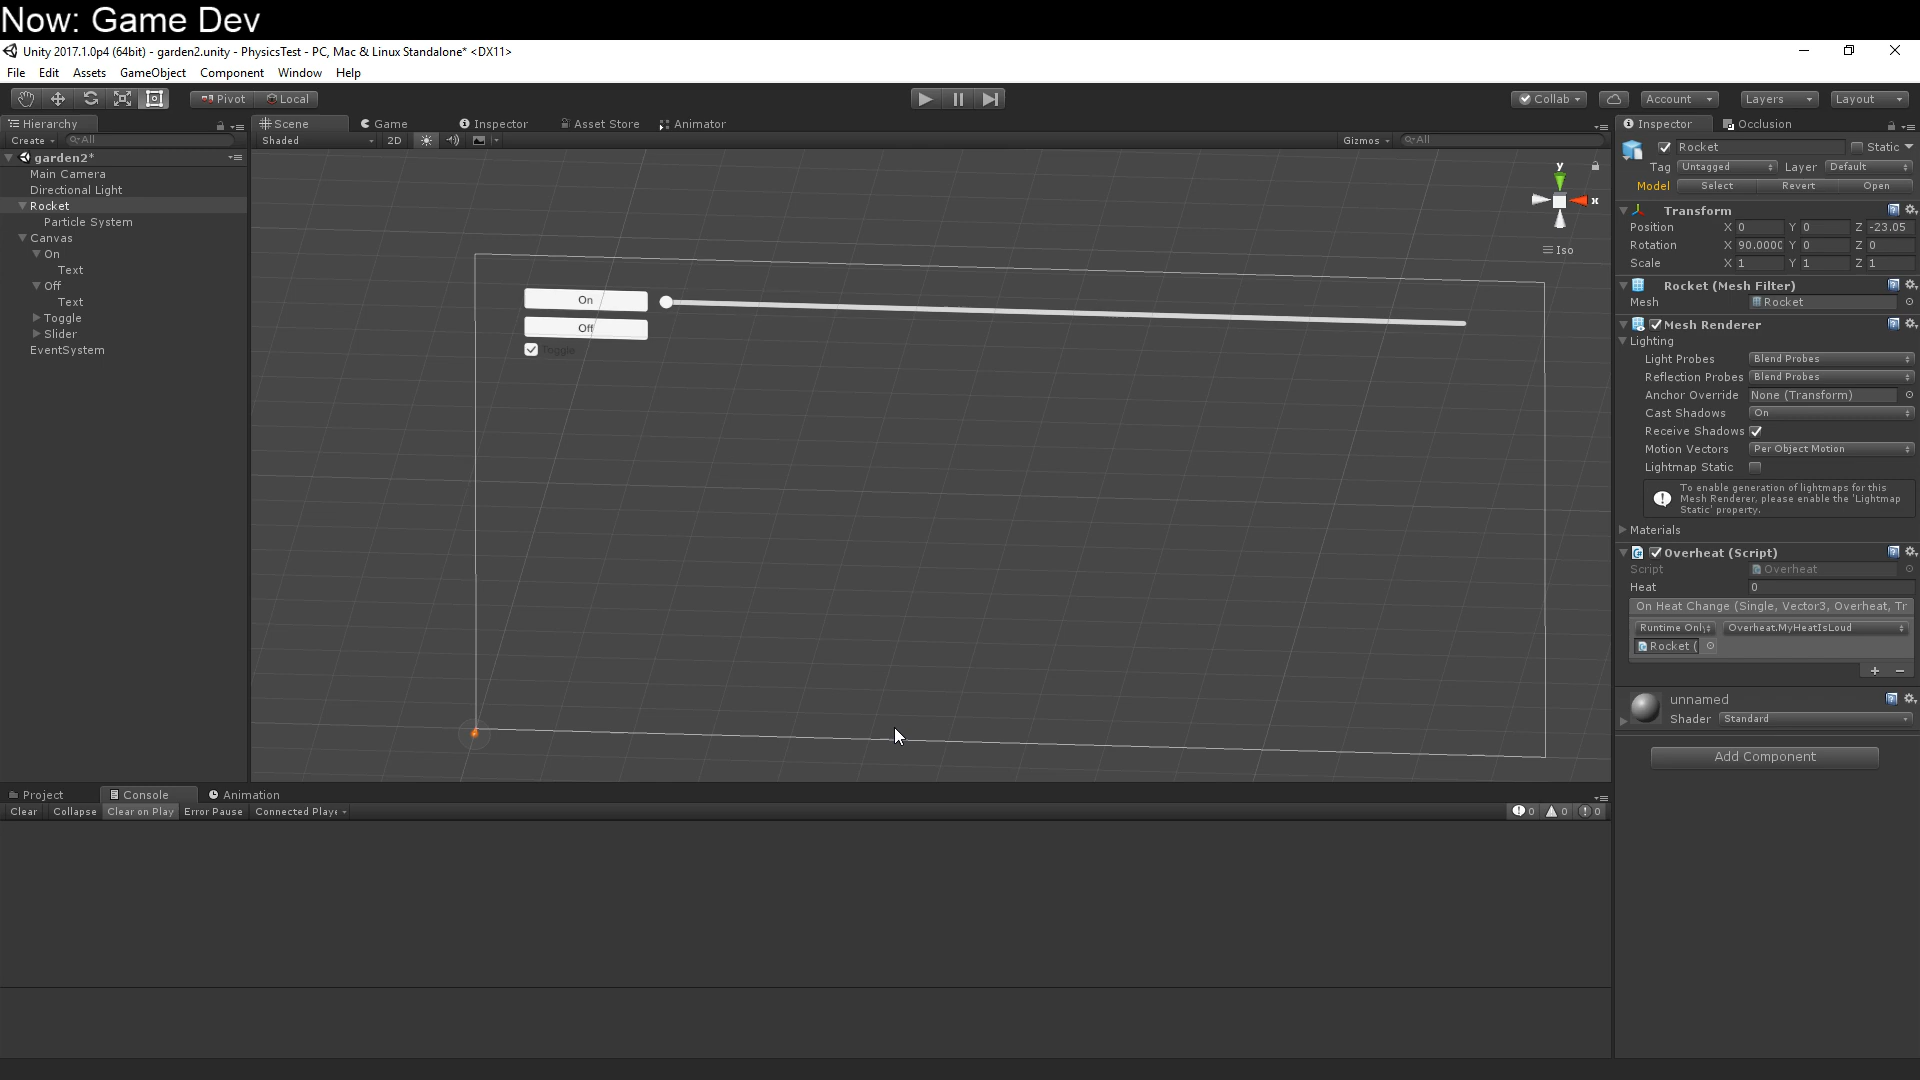 Now: Game Dev
Unity 2017.1.0p4 (64bit) - garden2.unity - PhysicsTest - PC, Mac & Linux Standalone* <DX11>
File Edit Assets GameObject Component Window Help
Pivot Local Collab Account Layers Layout
Hierarchy Scene Game Inspector Asset Store Animator Inspector Occlusion
Create All Shaded 2D Gizmos All
garden2*
Main Camera
Directional Light
Rocket
Particle System
Canvas
On
Text
Off
Text
Toggle
Slider
EventSystem
y
x
Iso
On
Off
Toggle
Rocket Static
Tag Untagged Layer Default
Model Select Revert Open
Transform
Position X 0 Y 0 Z -23.05
Rotation X 90.0000 Y 0 Z 0
Scale X 1 Y 1 Z 1
Rocket (Mesh Filter)
Mesh Rocket
Mesh Renderer
Lighting
Light Probes Blend Probes
Reflection Probes Blend Probes
Anchor Override None (Transform)
Cast Shadows On
Receive Shadows
Motion Vectors Per Object Motion
Lightmap Static
To enable generation of lightmaps for this
Mesh Renderer, please enable the 'Lightmap
Static' property.
Materials
Overheat (Script)
Script Overheat
Heat 0
On Heat Change (Single, Vector3, Overheat, Tr
Runtime Only Overheat.MyHeatIsLoud
Rocket (
unnamed
Shader Standard
Add Component
Project Console Animation
Clear Collapse Clear on Play Error Pause Connected Playe 0 0 0